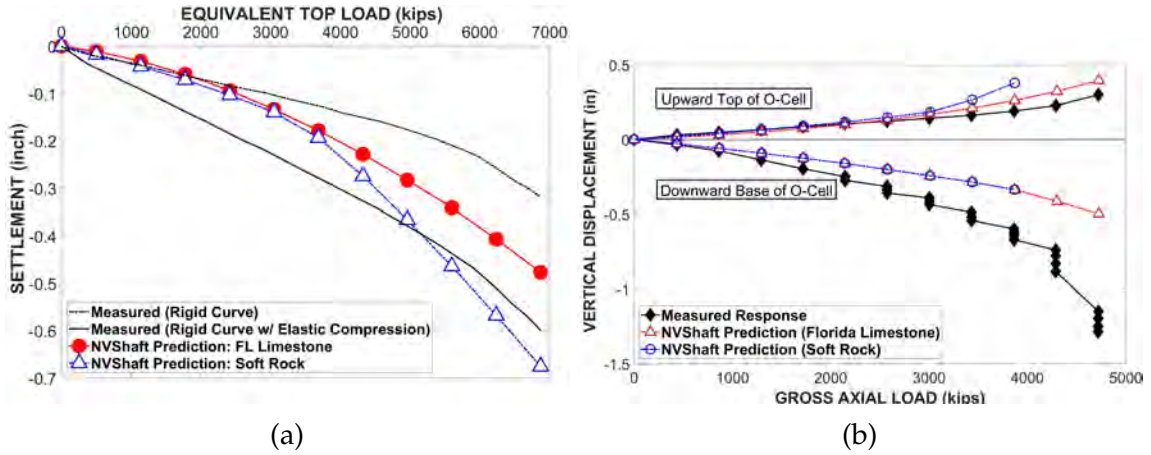 EQUIVALENT TOP LOAD (kips)
0 1000 2000 3000 4000 5000 6000 7000
0
-0.1
-0.2
-0.3
-0.4
-0.5
-0.6
-0.7
SETTLEMENT (inch)
Measured (Rigid Curve)
Measured (Rigid Curve w/ Elastic Compression)
NVShaft Prediction: FL Limestone
NVShaft Prediction: Soft Rock
(a)
1
0.5
0
-0.5
-1
-1.5
VERTICAL DISPLACEMENT (in)
Upward Top of O-Cell
Downward Base of O-Cell
Measured Response
NVShaft Prediction (Florida Limestone)
NVShaft Prediction (Soft Rock)
0 1000 2000 3000 4000 5000
GROSS AXIAL LOAD (kips)
(b)